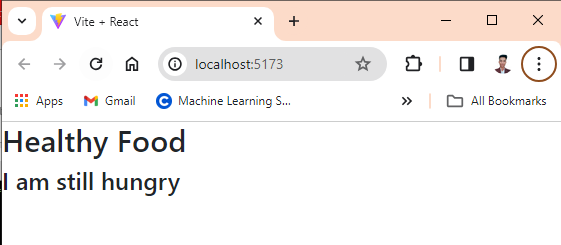 Vite + React
localhost:5173
Apps Gmail Machine Learning S... All Bookmarks
Healthy Food
I am still hungry